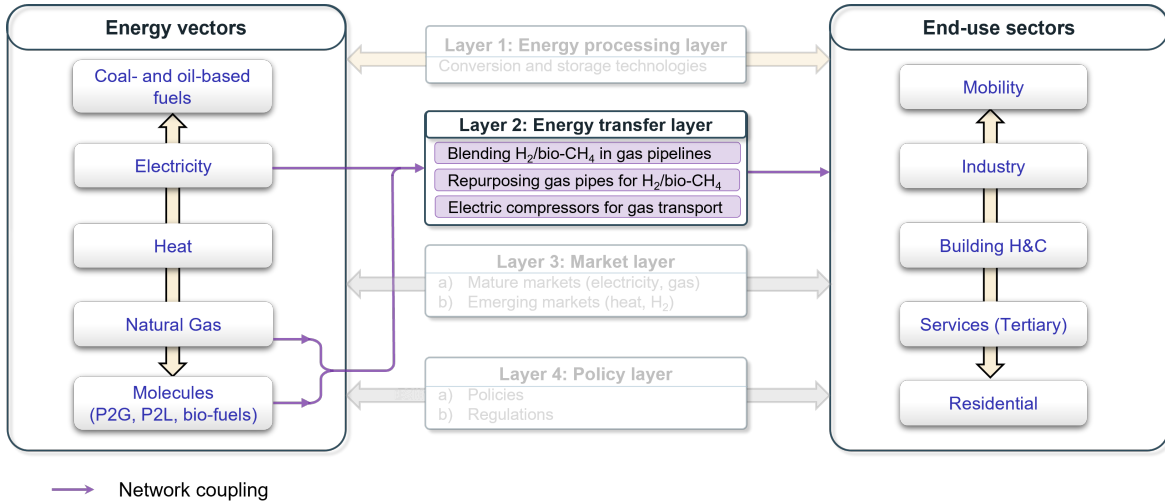 Energy vectors
Coal- and oil-based
fuels
Electricity
Heat
Natural Gas
Molecules
(P2G, P2L, bio-fuels)
Layer 1: Energy processing layer
Conversion and storage technologies
Layer 2: Energy transfer layer
Blending H₂/bio-CH₄ in gas pipelines
Repurposing gas pipes for H₂/bio-CH₄
Electric compressors for gas transport
Layer 3: Market layer
a) Mature markets (electricity, gas)
b) Emerging markets (heat, H₂)
Layer 4: Policy layer
a) Policies
b) Regulations
End-use sectors
Mobility
Industry
Building H&C
Services (Tertiary)
Residential
Network coupling